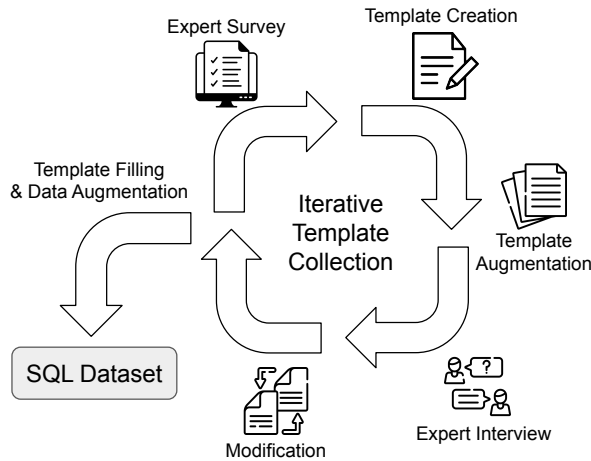 Expert Survey
Template Creation
Template Filling
& Data Augmentation
Iterative
Template
Collection
Template
Augmentation
SQL Dataset
?
Modification
Expert Interview